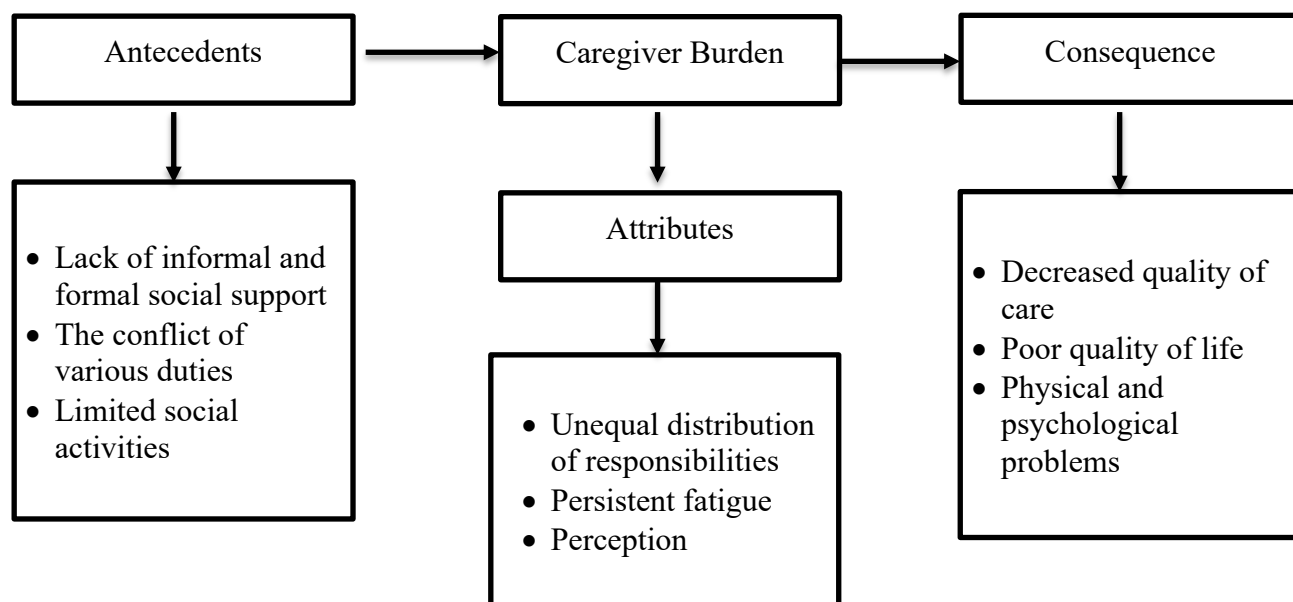 Antecedents
Caregiver Burden
Consequence
• Lack of informal and
formal social support
• The conflict of
various duties
• Limited social
activities
Attributes
• Unequal distribution
of responsibilities
• Persistent fatigue
• Perception
• Decreased quality of
care
• Poor quality of life
• Physical and
psychological
problems